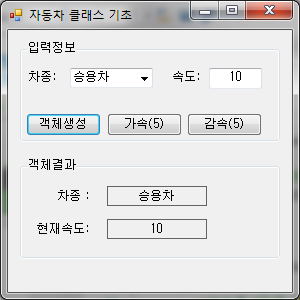 자동차 클래스 기초
입력정보
차종: 승용차 속도: 10
객체생성 가속(5) 감속(5)
객체결과
차종 : 승용차
현재속도: 10